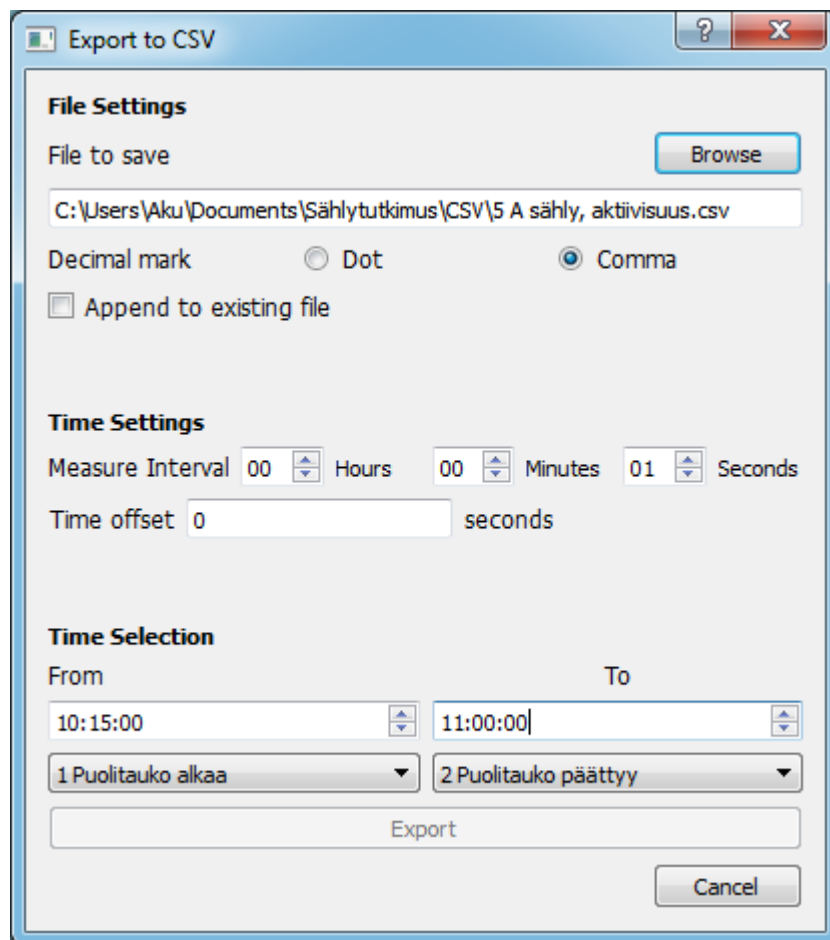 Export to CSV
File Settings
File to save Browse
C:\Users\Aku\Documents\Sählytutkimus\CSV\5 A sähly, aktiivisuus.csv
Decimal mark Dot Comma
Append to existing file
Time Settings
Measure Interval 00 Hours 00 Minutes 01 Seconds
Time offset 0 seconds
Time Selection
From To
10:15:00 11:00:00
1 Puolitauko alkaa 2 Puolitauko päättyy
Export
Cancel